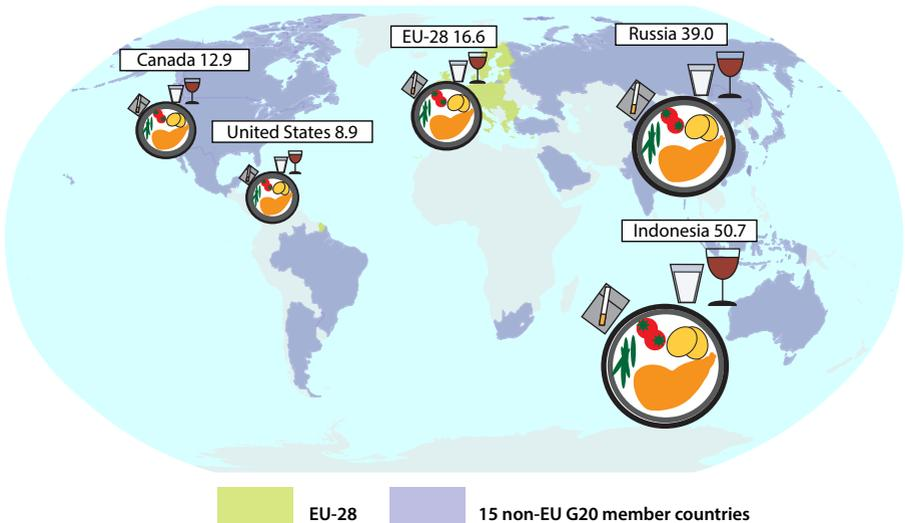 EU-28 16.6
Russia 39.0
Canada 12.9
United States 8.9
Indonesia 50.7
EU-28
15 non-EU G20 member countries